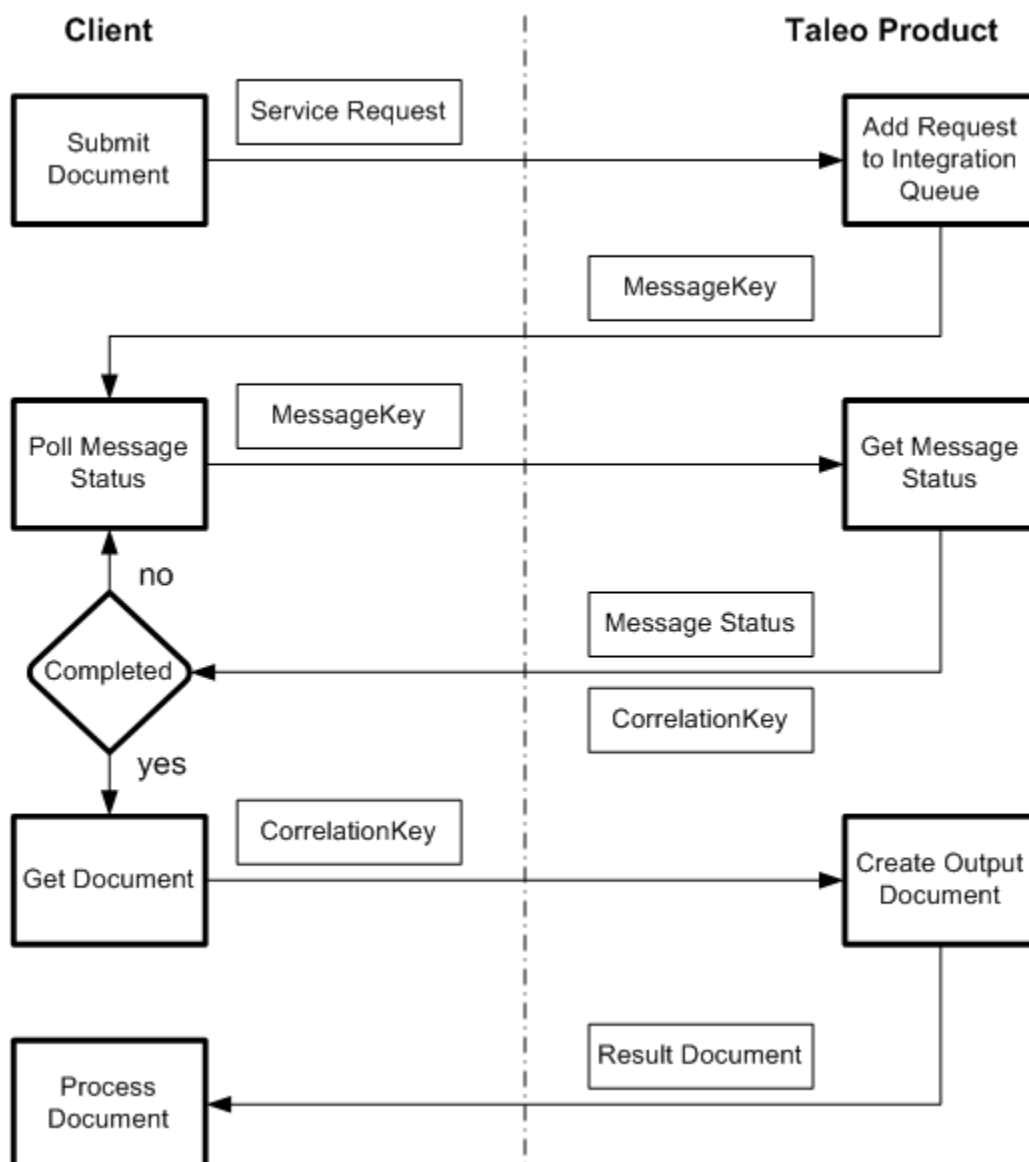 Client
Taleo Product
Submit
Document
Service Request
Add Request
to Integration
Queue
MessageKey
Poll Message
Status
MessageKey
Get Message
Status
no
Message Status
Completed
CorrelationKey
yes
Get Document
CorrelationKey
Create Output
Document
Result Document
Process
Document